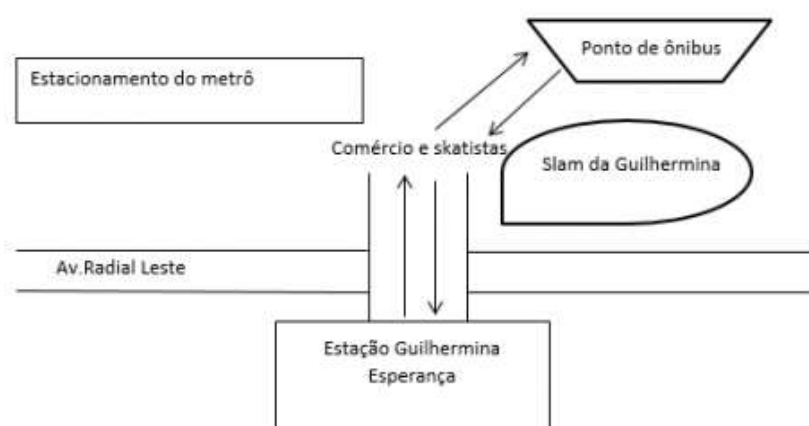 Ponto de ônibus
Estacionamento do metrô
Comércio e skatistas
Slam da Guilhermina
Av.Radial Leste
Estação Guilhermina
Esperança